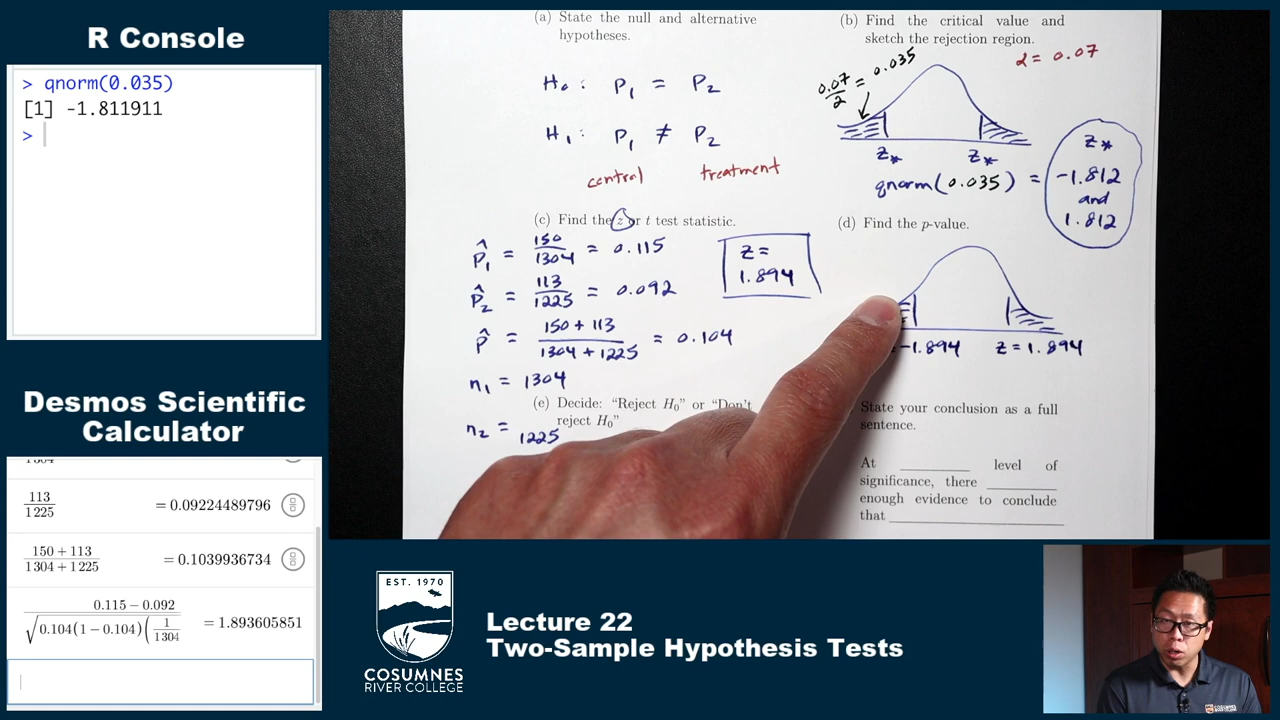 R Console
> qnorm(0.035)
[1] -1.811911
>
Desmos Scientific
Calculator
1304
113
1225
= 0.09224489796
150 + 113
1304 + 1225
= 0.1039936734
0.115 − 0.092
√0.104(1 − 0.104)(1
1304
= 1.893605851
(a) State the null and alternative
hypotheses.
H₀ : P₁ = P₂
H₁ : P₁ ≠ P₂
control treatment
(b) Find the critical value and
sketch the rejection region.
α = 0.07
0.07
2
= 0.035
z* z*
qnorm(0.035) =
z*
-1.812
and
1.812
(c) Find the z or t test statistic.
p̂₁ = 150/1304 = 0.115
p̂₂ = 113/1225 = 0.092
p̂ = 150 + 113/1304 + 1225 = 0.104
n₁ = 1304
n₂ = 1225
z =
1.894
(d) Find the p-value.
-1.894 z = 1.894
(e) Decide: “Reject H₀” or “Don't
reject H₀”
State your conclusion as a full
sentence.
At ________ level of
significance, there ________
enough evidence to conclude
that ________
EST. 1970
COSUMNES
RIVER COLLEGE
Lecture 22
Two-Sample Hypothesis Tests